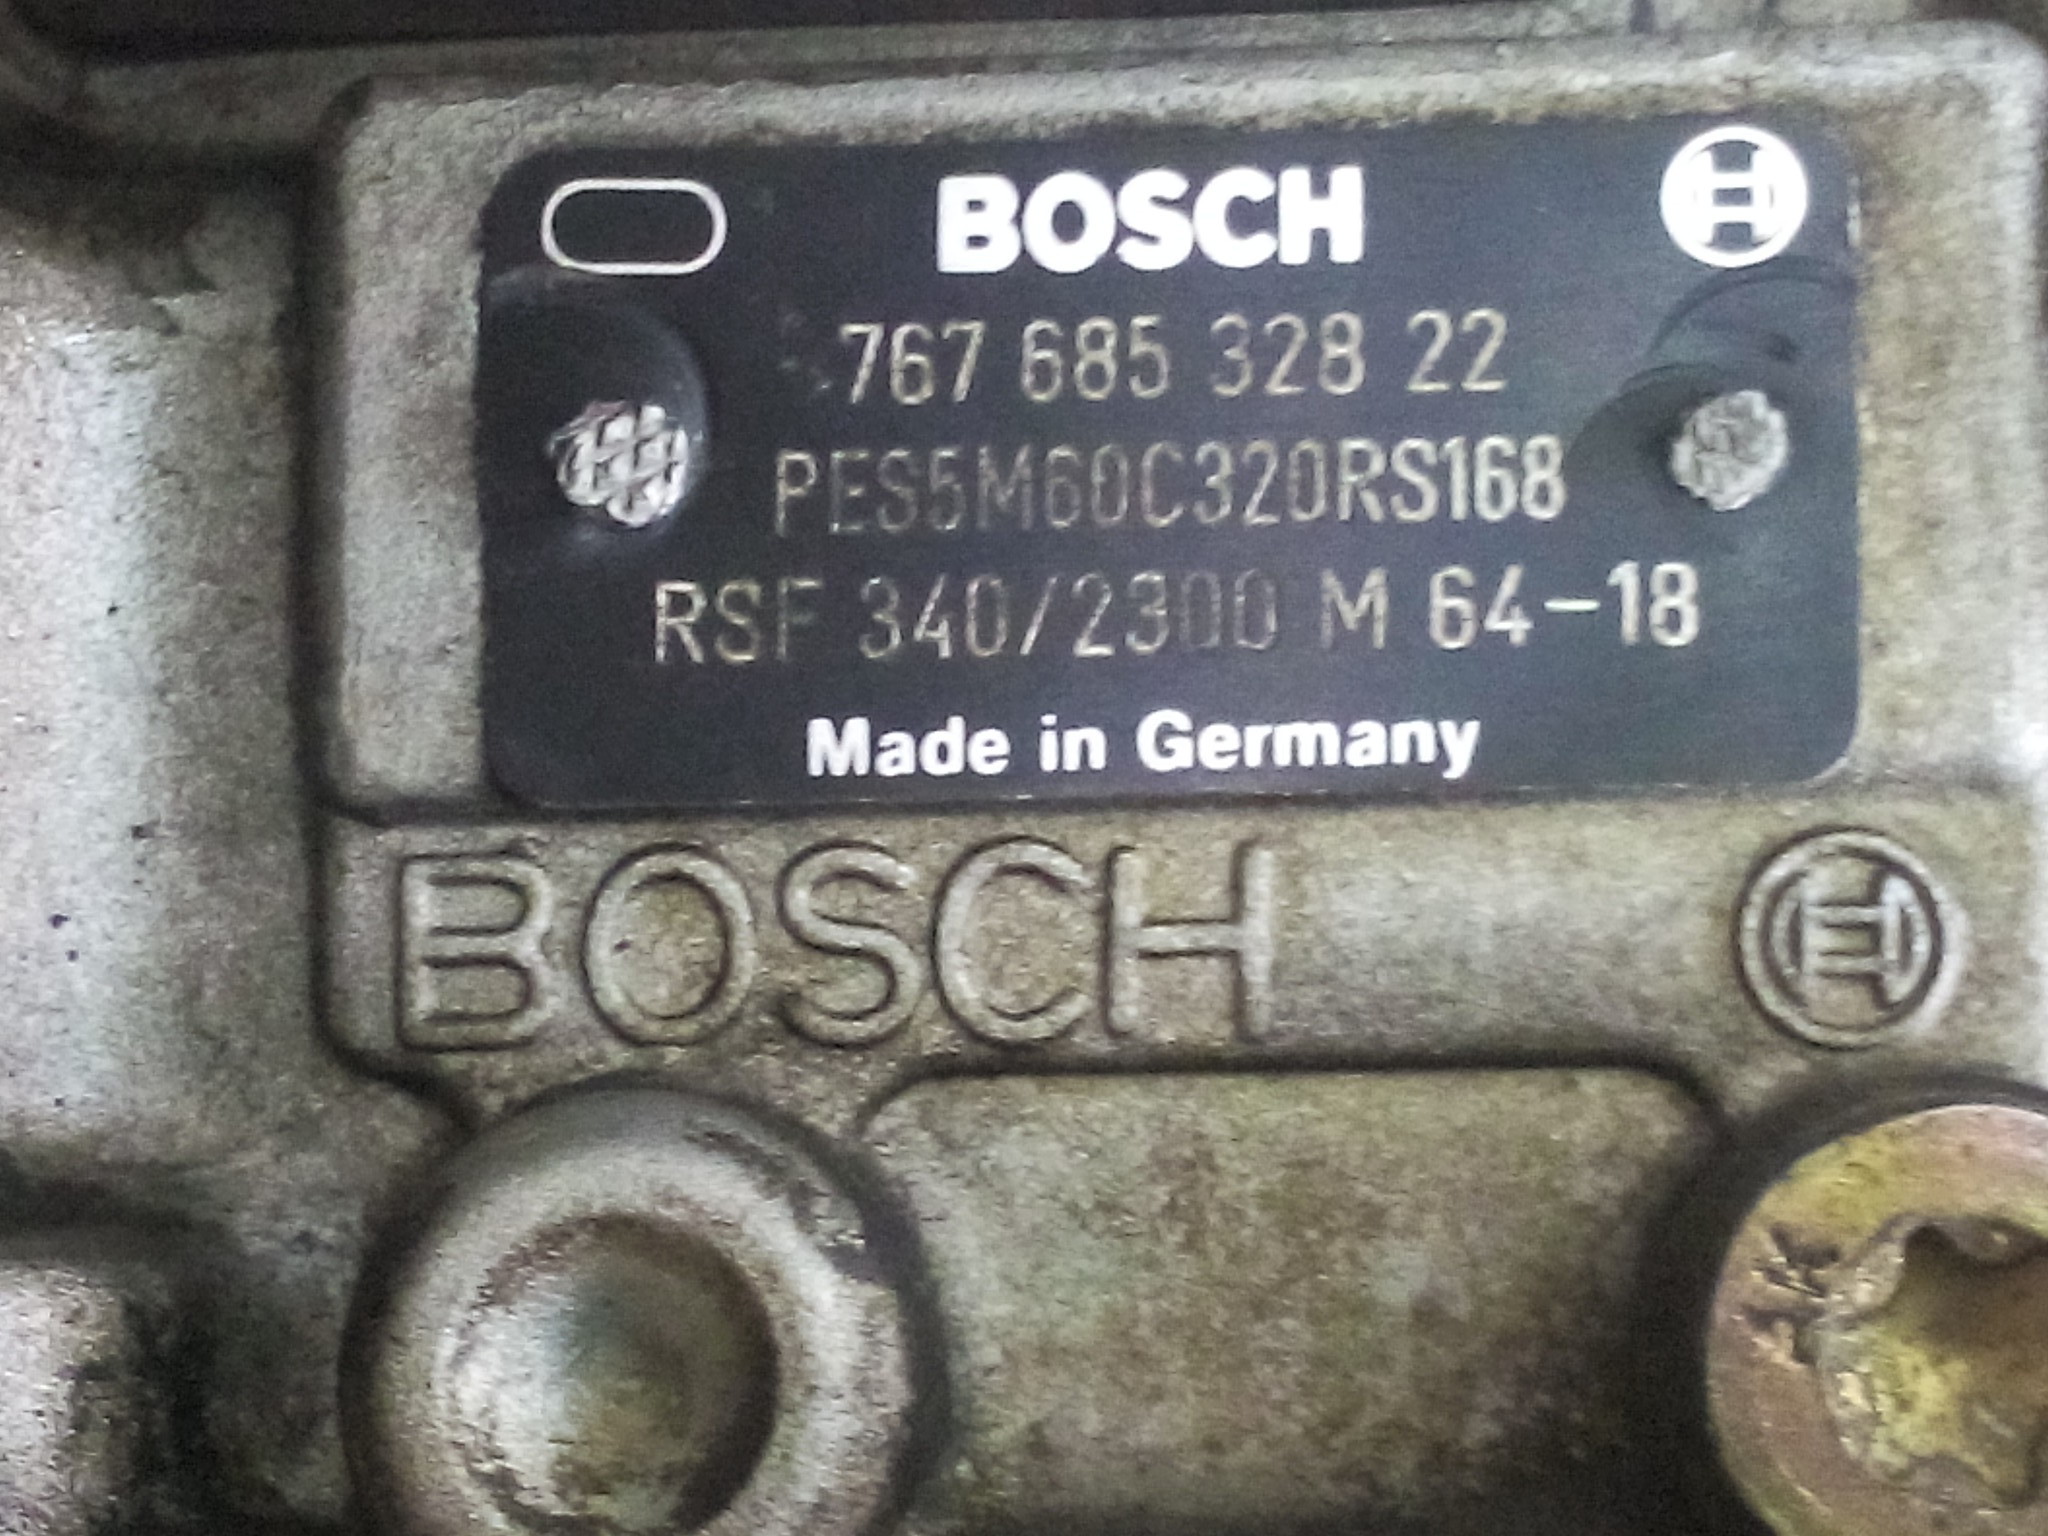 BOSCH
767 685 328 22
PES5M60C320RS168
RSF 340/2300 M 64-18
Made in Germany
BOSCH